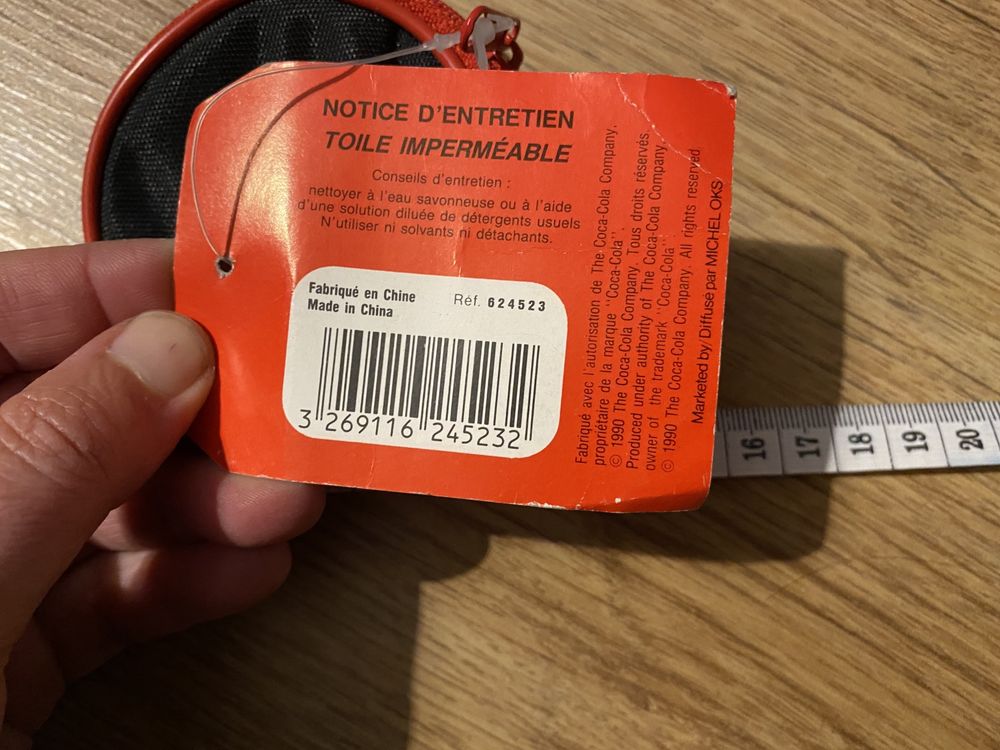 NOTICE D'ENTRETIEN
TOILE IMPERMÉABLE
Conseils d'entretien :
nettoyer à l'eau savonneuse ou à l'aide
d'une solution diluée de détergents usuels
N'utiliser ni solvants ni détachants.
Fabriqué en Chine
Made in China
Réf. 624523
3 269116 245232
Fabriqué avec l'autorisation de The Coca-Cola Company,
propriétaire de la marque "Coca-Cola".
© 1990 The Coca-Cola Company. Tous droits réservés.
Produced under authority of The Coca-Cola Company,
owner of the trademark "Coca-Cola".
© 1990 The Coca-Cola Company. All rights reserved
Marketed by/Diffusé par MICHEL OKS
16 17 18 19 20